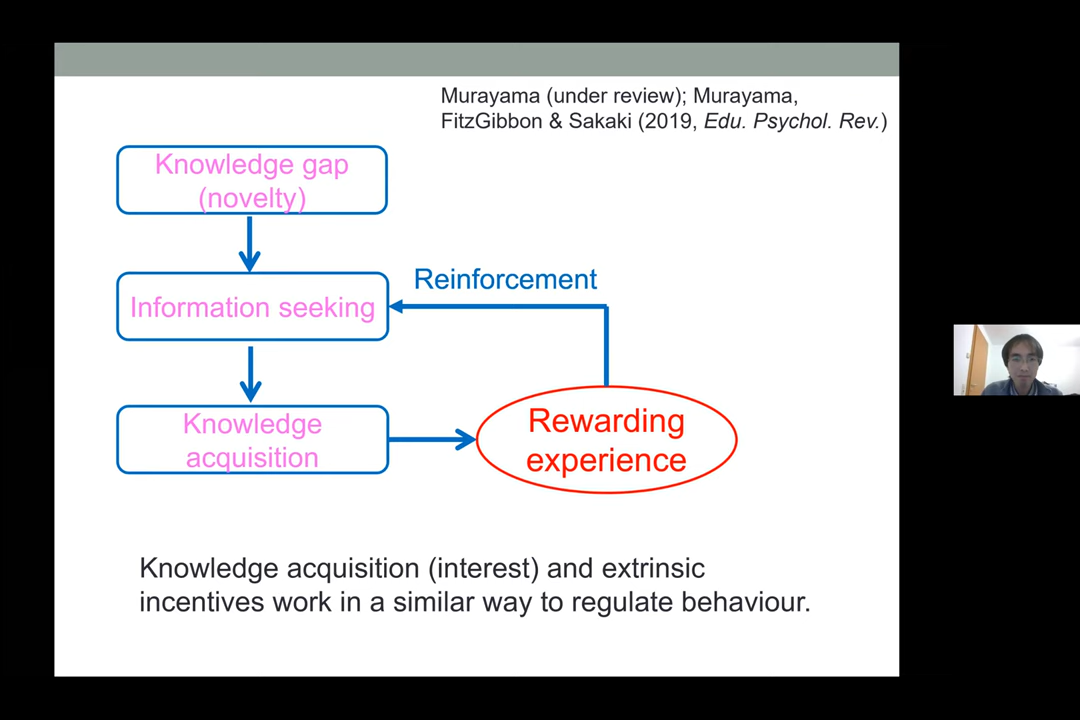 Murayama (under review); Murayama,
FitzGibbon & Sakaki (2019, Edu. Psychol. Rev.)
Knowledge gap
(novelty)
Information seeking
Reinforcement
Knowledge
acquisition
Rewarding
experience
Knowledge acquisition (interest) and extrinsic
incentives work in a similar way to regulate behaviour.